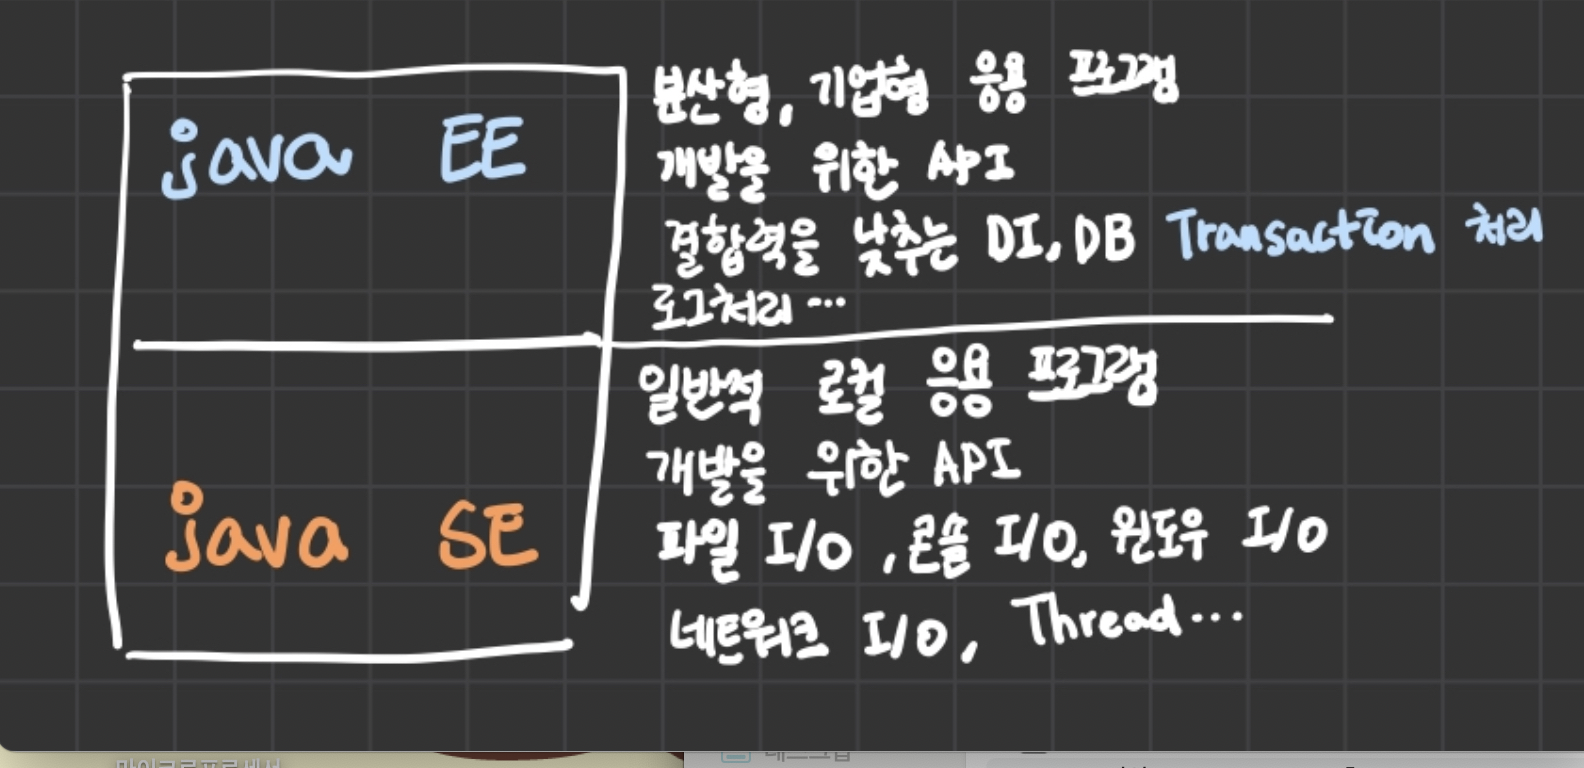 java EE
분산형, 기업형 응용 프로그램
개발을 위한 API
결합력을 낮추는 DI, DB Transaction 처리
로그처리...
java SE
일반적 로컬 응용 프로그램
개발을 위한 API
파일 I/O, 콘솔 I/O, 윈도우 I/O
네트워크 I/O, Thread...